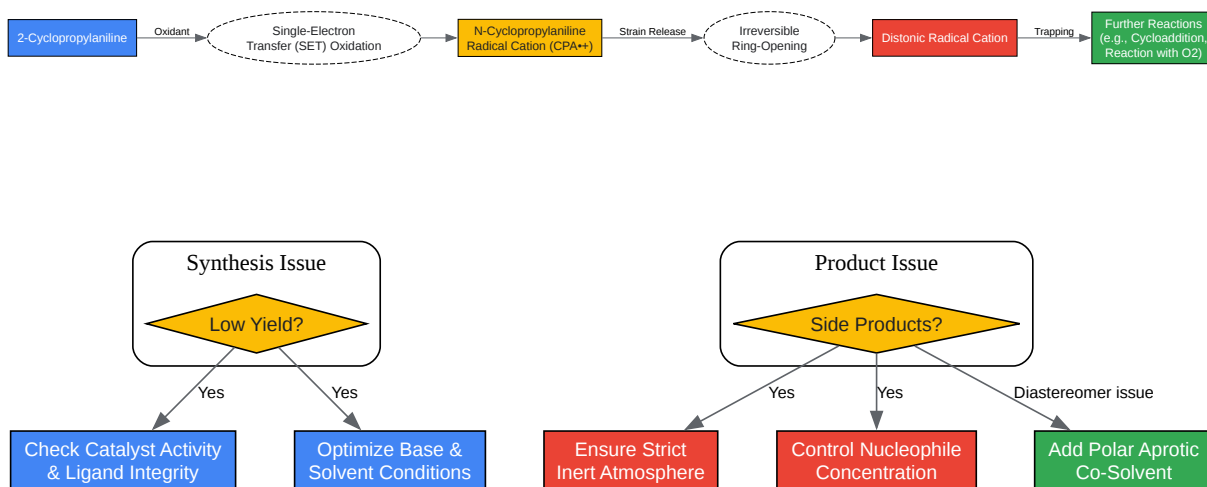 2-Cyclopropylaniline
Oxidant
Single-Electron
Transfer (SET) Oxidation
N-Cyclopropylaniline
Radical Cation (CPA•+)
Strain Release
Irreversible
Ring-Opening
Distonic Radical Cation
Trapping
Further Reactions
(e.g., Cycloaddition,
Reaction with O2)
Synthesis Issue
Low Yield?
Yes
Yes
Check Catalyst Activity
& Ligand Integrity
Optimize Base &
Solvent Conditions
Product Issue
Side Products?
Yes
Yes
Diastereomer issue
Ensure Strict
Inert Atmosphere
Control Nucleophile
Concentration
Add Polar Aprotic
Co-Solvent